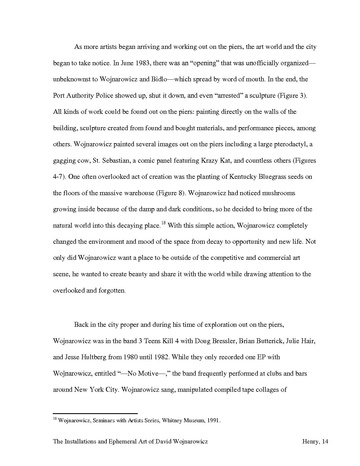 As more artists began arriving and working out on the piers, the art world and the city
began to take notice. In June 1983, there was an “opening” that was unofficially organized—
unbeknownst to Wojnarowicz and Bidlo—which spread by word of mouth. In the end, the
Port Authority Police showed up, shut it down, and even “arrested” a sculpture (Figure 3).
All kinds of work could be found out on the piers: painting directly on the walls of the
building, sculpture created from found and bought materials, and performance pieces, among
others. Wojnarowicz painted several images out on the piers including a large pterodactyl, a
gagging cow, St. Sebastian, a comic panel featuring Krazy Kat, and countless others (Figures
4-7). One often overlooked act of creation was the planting of Kentucky Bluegrass seeds on
the floors of the massive warehouse (Figure 8). Wojnarowicz had noticed mushrooms
growing inside because of the damp and dark conditions, so he decided to bring more of the
natural world into this decaying place.18 With this simple action, Wojnarowicz completely
changed the environment and mood of the space from decay to opportunity and new life. Not
only did Wojnarowicz want a place to be outside of the competitive and commercial art
scene, he wanted to create beauty and share it with the world while drawing attention to the
overlooked and forgotten.
Back in the city proper and during his time of exploration out on the piers,
Wojnarowicz was in the band 3 Teens Kill 4 with Doug Bressler, Brian Butterick, Julie Hair,
and Jesse Hultberg from 1980 until 1982. While they only recorded one EP with
Wojnarowicz, entitled “—No Motive—,” the band frequently performed at clubs and bars
around New York City. Wojnarowicz sang, manipulated compiled tape collages of
18 Wojnarowicz, Seminars with Artists Series, Whitney Museum, 1991.
The Installations and Ephemeral Art of David Wojnarowicz Henry, 14